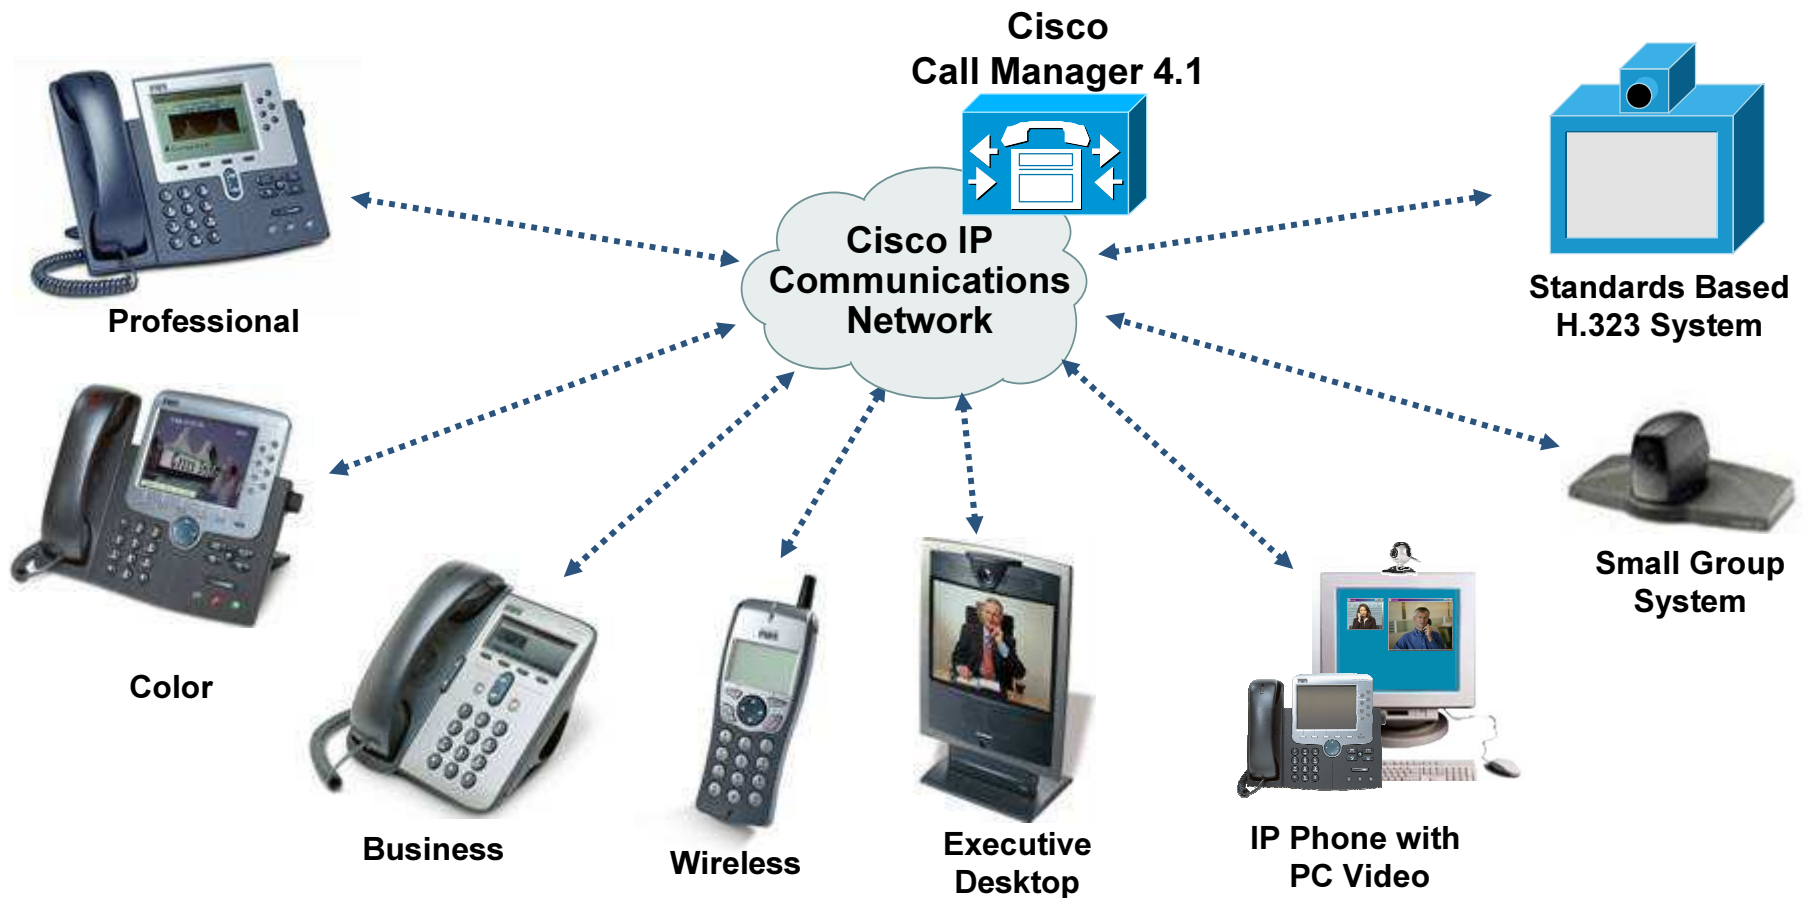 Cisco
Call Manager 4.1
Cisco IP
Communications
Network
Professional
Color
Business
Wireless
Executive
Desktop
IP Phone with
PC Video
Small Group
System
Standards Based
H.323 System